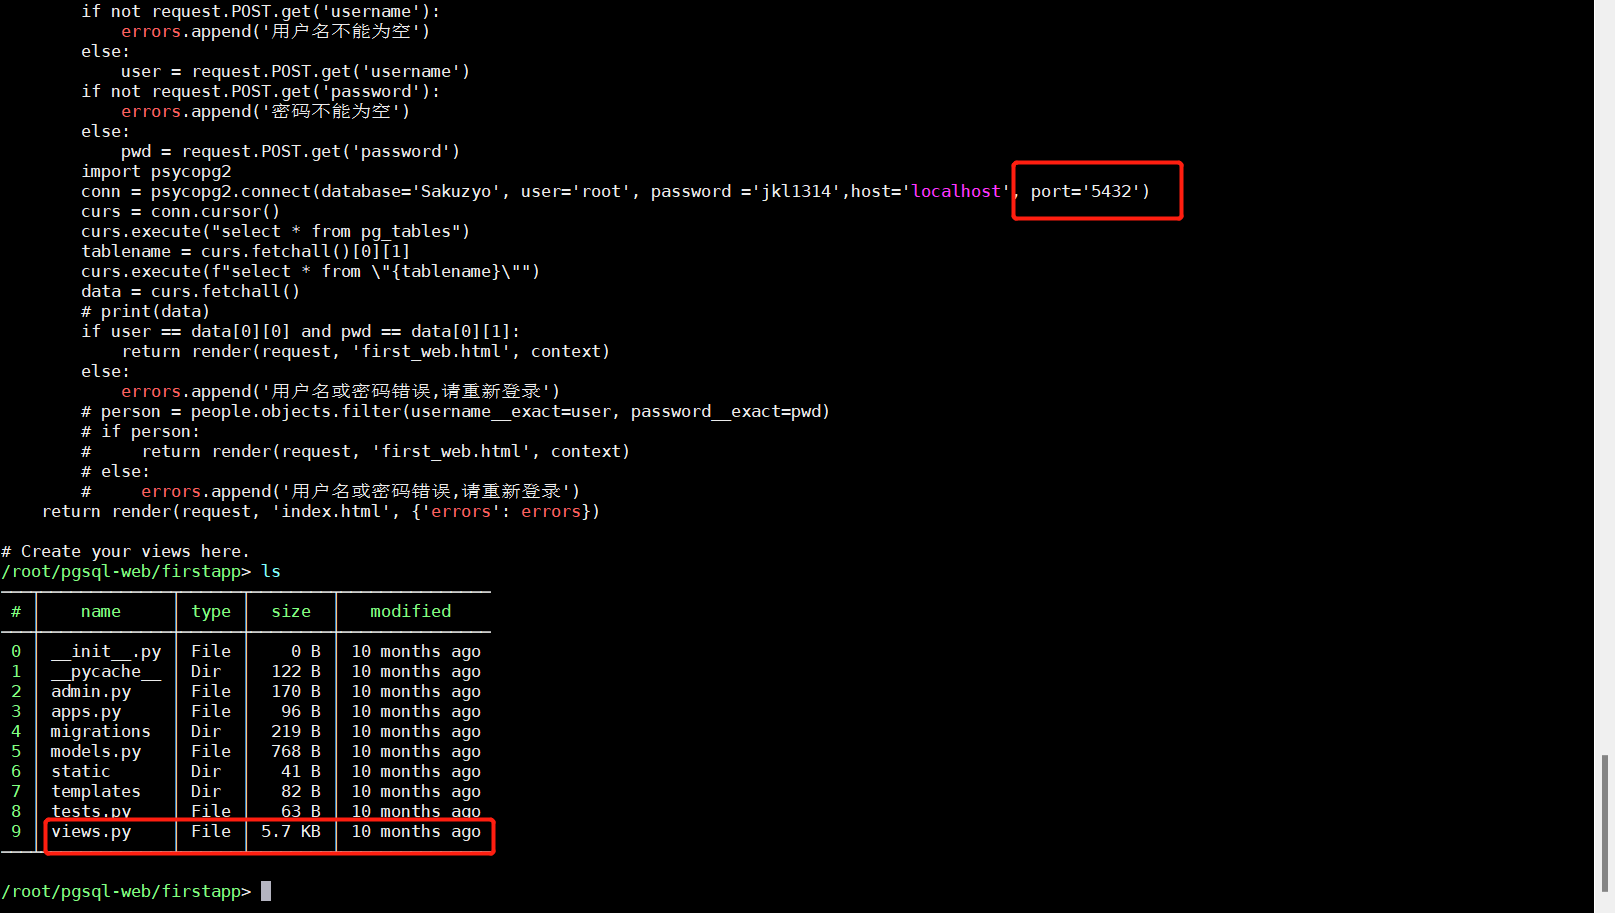 if not request.POST.get('username'):
errors.append('用户名不能为空')
else:
user = request.POST.get('username')
if not request.POST.get('password'):
errors.append('密码不能为空')
else:
pwd = request.POST.get('password')
import psycopg2
conn = psycopg2.connect(database='Sakuzyo', user='root', password ='jkl1314',host='localhost', port='5432')
curs = conn.cursor()
curs.execute("select * from pg_tables")
tablename = curs.fetchall()[0][1]
curs.execute(f"select * from \"{tablename}\"")
data = curs.fetchall()
# print(data)
if user == data[0][0] and pwd == data[0][1]:
return render(request, 'first_web.html', context)
else:
errors.append('用户名或密码错误,请重新登录')
# person = people.objects.filter(username__exact=user, password__exact=pwd)
# if person:
#     return render(request, 'first_web.html', context)
# else:
#     errors.append('用户名或密码错误,请重新登录')
return render(request, 'index.html', {'errors': errors})
# Create your views here.
/root/pgsql-web/firstapp> ls
# name type size modified
0 __init__.py File 0 B 10 months ago
1 __pycache__ Dir 122 B 10 months ago
2 admin.py File 170 B 10 months ago
3 apps.py File 96 B 10 months ago
4 migrations Dir 219 B 10 months ago
5 models.py File 768 B 10 months ago
6 static Dir 41 B 10 months ago
7 templates Dir 82 B 10 months ago
8 tests.py File 63 B 10 months ago
9 views.py File 5.7 KB 10 months ago
/root/pgsql-web/firstapp>